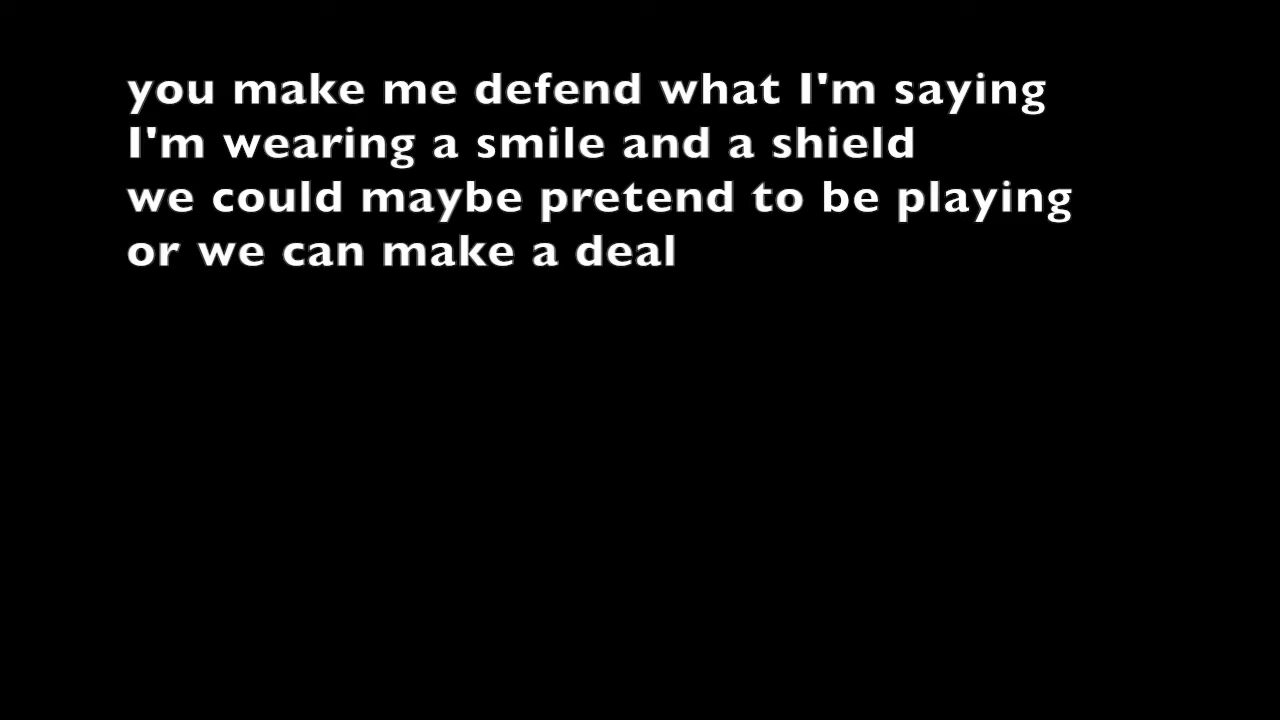 you make me defend what I'm saying
I'm wearing a smile and a shield
we could maybe pretend to be playing
or we can make a deal